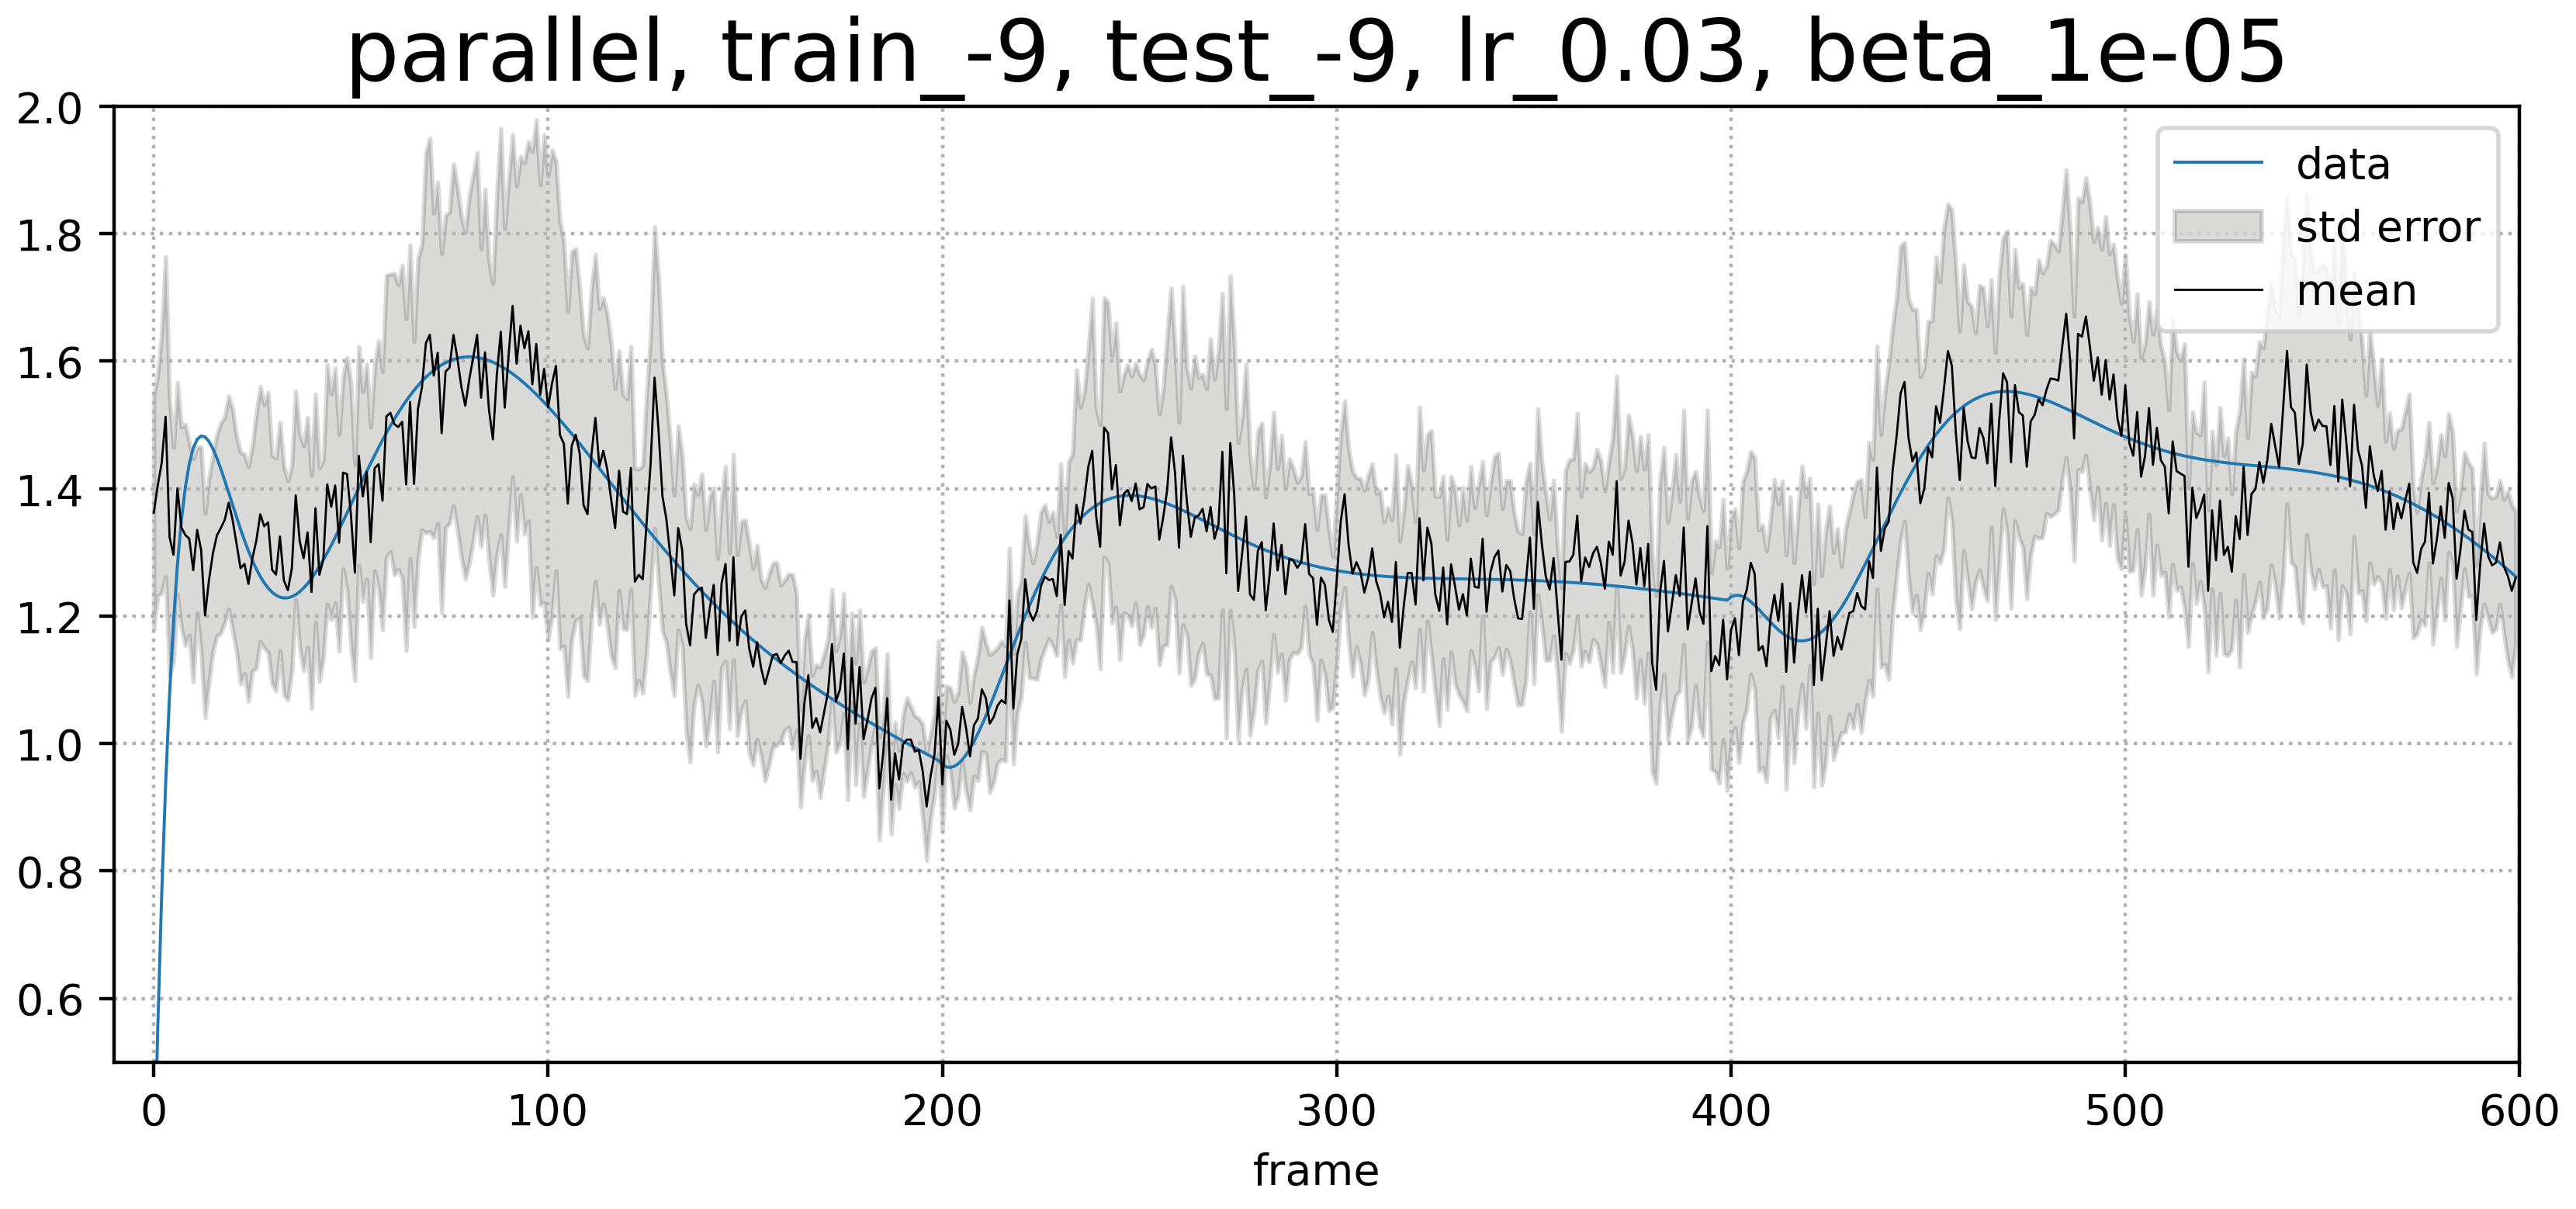 parallel, train_-9, test_-9, lr_0.03, beta_1e-05
2.0
1.8
1.6
1.4
1.2
1.0
0.8
0.6
data
std error
mean
0 100 200 300 400 500 600
frame